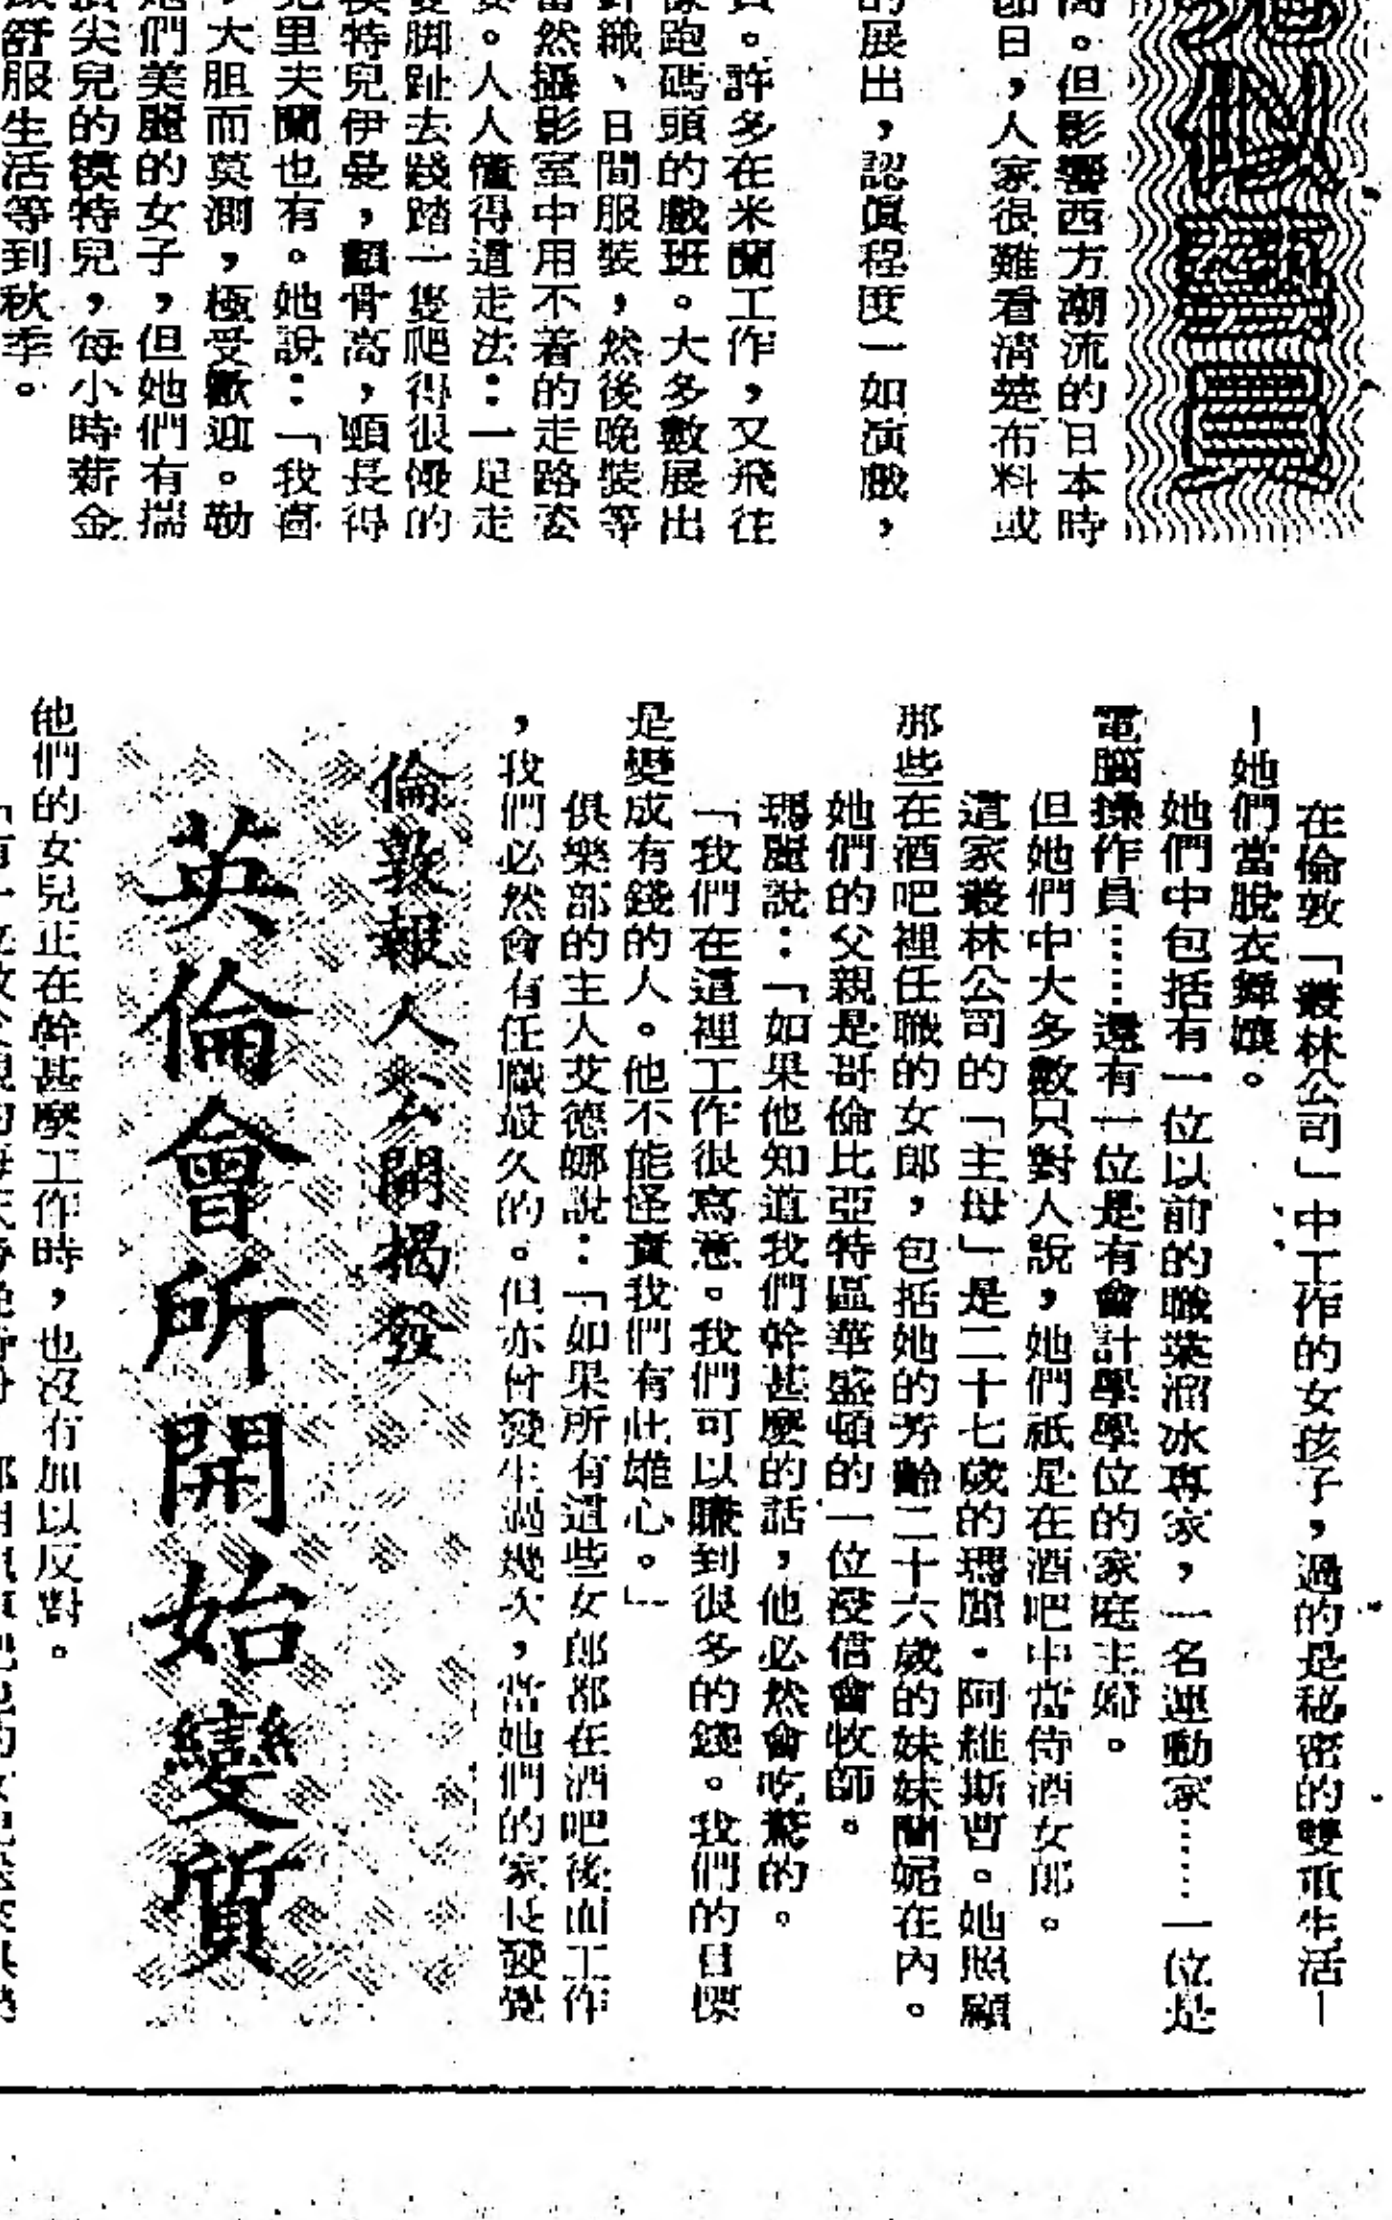 高。但影響西方潮流的日本時
節日，人家很難看清楚布料或
的展出，認眞程度一如演戲，
員。許多在米蘭工作，又飛往
像跑碼頭的戲班。大多數展出
針織、日間服裝，然後晚裝等
當然攝影室中用不着的走路姿
姿。人人懂得這走法：一足走
雙脚趾去踐踏一隻爬得很慢的
模特兒伊曼，顴骨高，頸長得
克里夫蘭也有。她說：「我喜
，大胆而莫測，極受歡迎。勒
她們美麗的女子，但她們有揣
頂尖兒的模特兒，每小時薪金
舒服生活等到秋季。
在倫敦「叢林公司」中工作的女孩子，過的是秘密的雙重生活—
—她們當脫衣舞孃。
她們中包括有一位以前的職業溜冰專家，一名運動家……一位是
電腦操作員……還有一位是有會計學學位的家庭主婦。
但她們中大多數只對人說，她們祇是在酒吧中當侍酒女郎。
這家叢林公司的「主母」是二十七歲的瑪麗・阿維斯曹。她照顧
那些在酒吧裡任職的女郎，包括她的芳齡二十六歲的妹妹蘭妮在內。
她們的父親是哥倫比亞特區華盛頓的一位浸信會牧師。
瑪麗說：「如果他知道我們幹甚麽的話，他必然會吃驚的。
「我們在這裡工作很寫意。我們可以賺到很多的錢。我們的目標
是變成有錢的人。他不能怪責我們有此雄心。」
俱樂部的主人艾德娜說：「如果所有這些女郎都在酒吧後面工作
，我們必然會有任職最久的。但亦曾發生過幾次，當她們的家長發覺
倫敦報人公開揭發
英倫會所開始變質
他們的女兒正在幹甚麽工作時，也沒有加以反對。